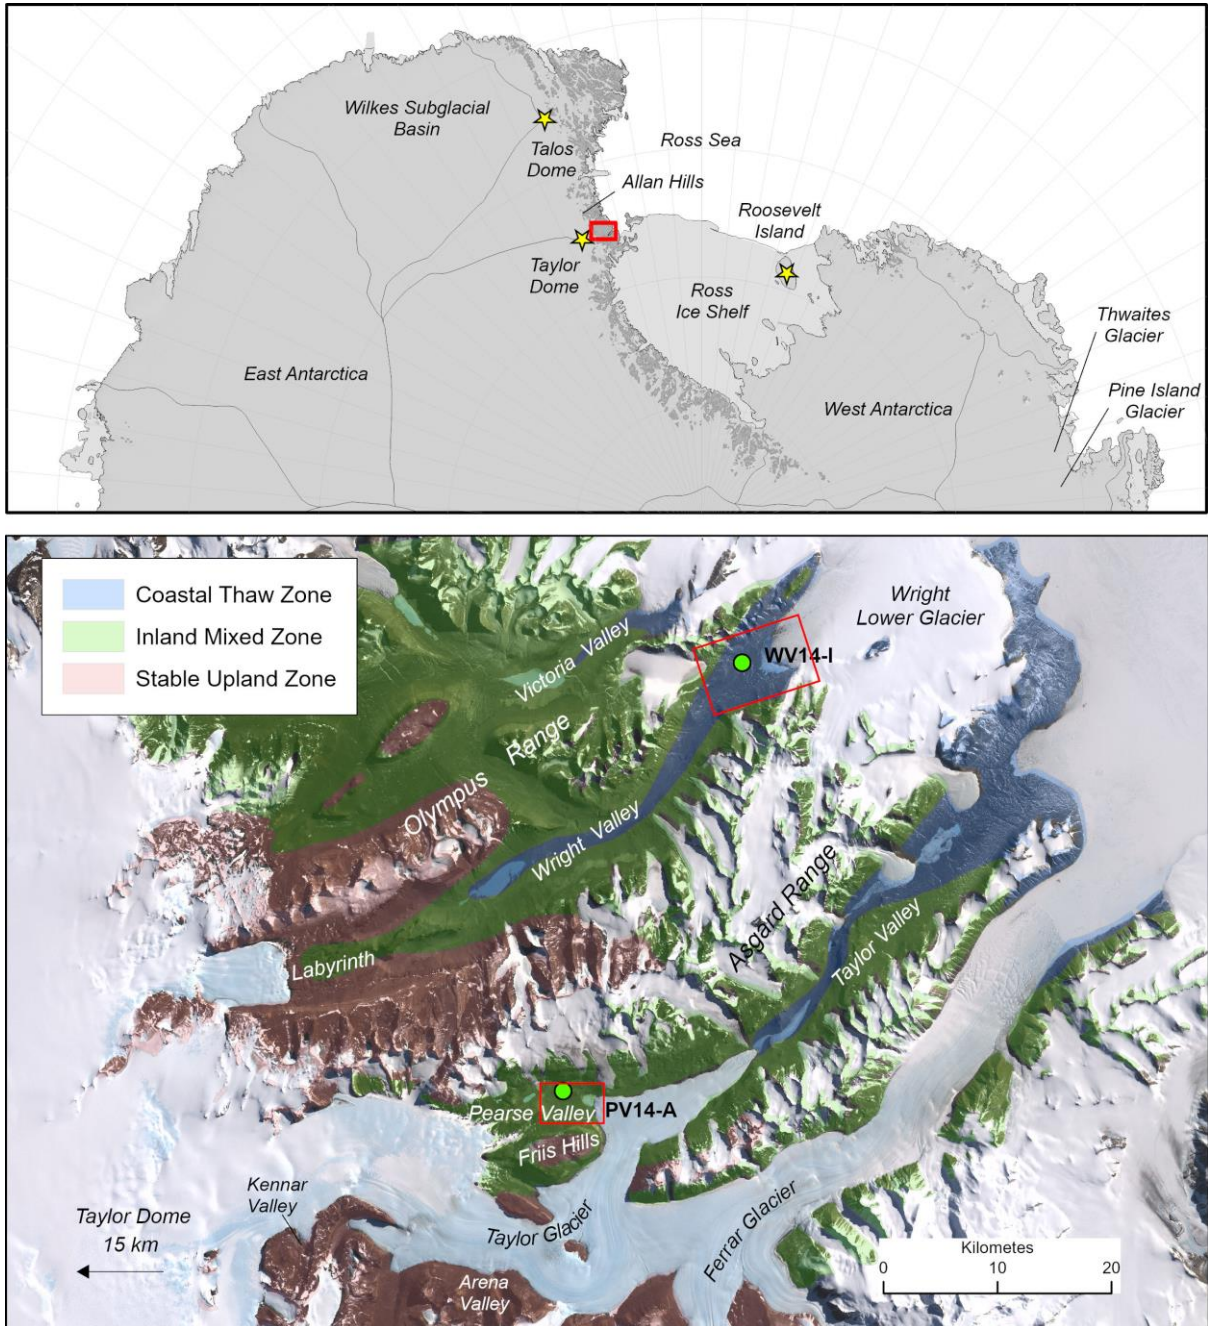 Wilkes Subglacial
Basin
Talos
Dome
Ross Sea
Allan Hills
Roosevelt
Island
Taylor
Dome
Ross
Ice Shelf
Thwaites
Glacier
East Antarctica
West Antarctica
Pine Island
Glacier
Coastal Thaw Zone
Inland Mixed Zone
Stable Upland Zone
Wright
Lower Glacier
Victoria Valley
WV14-I
Olympus Range
Wright Valley
Asgard Range
Taylor Valley
Labyrinth
Pearse Valley
PV14-A
Friis Hills
Kennar
Valley
Taylor Dome
15 km
Taylor Glacier
Ferrar Glacier
Arena
Valley
Kilometes
0 10 20